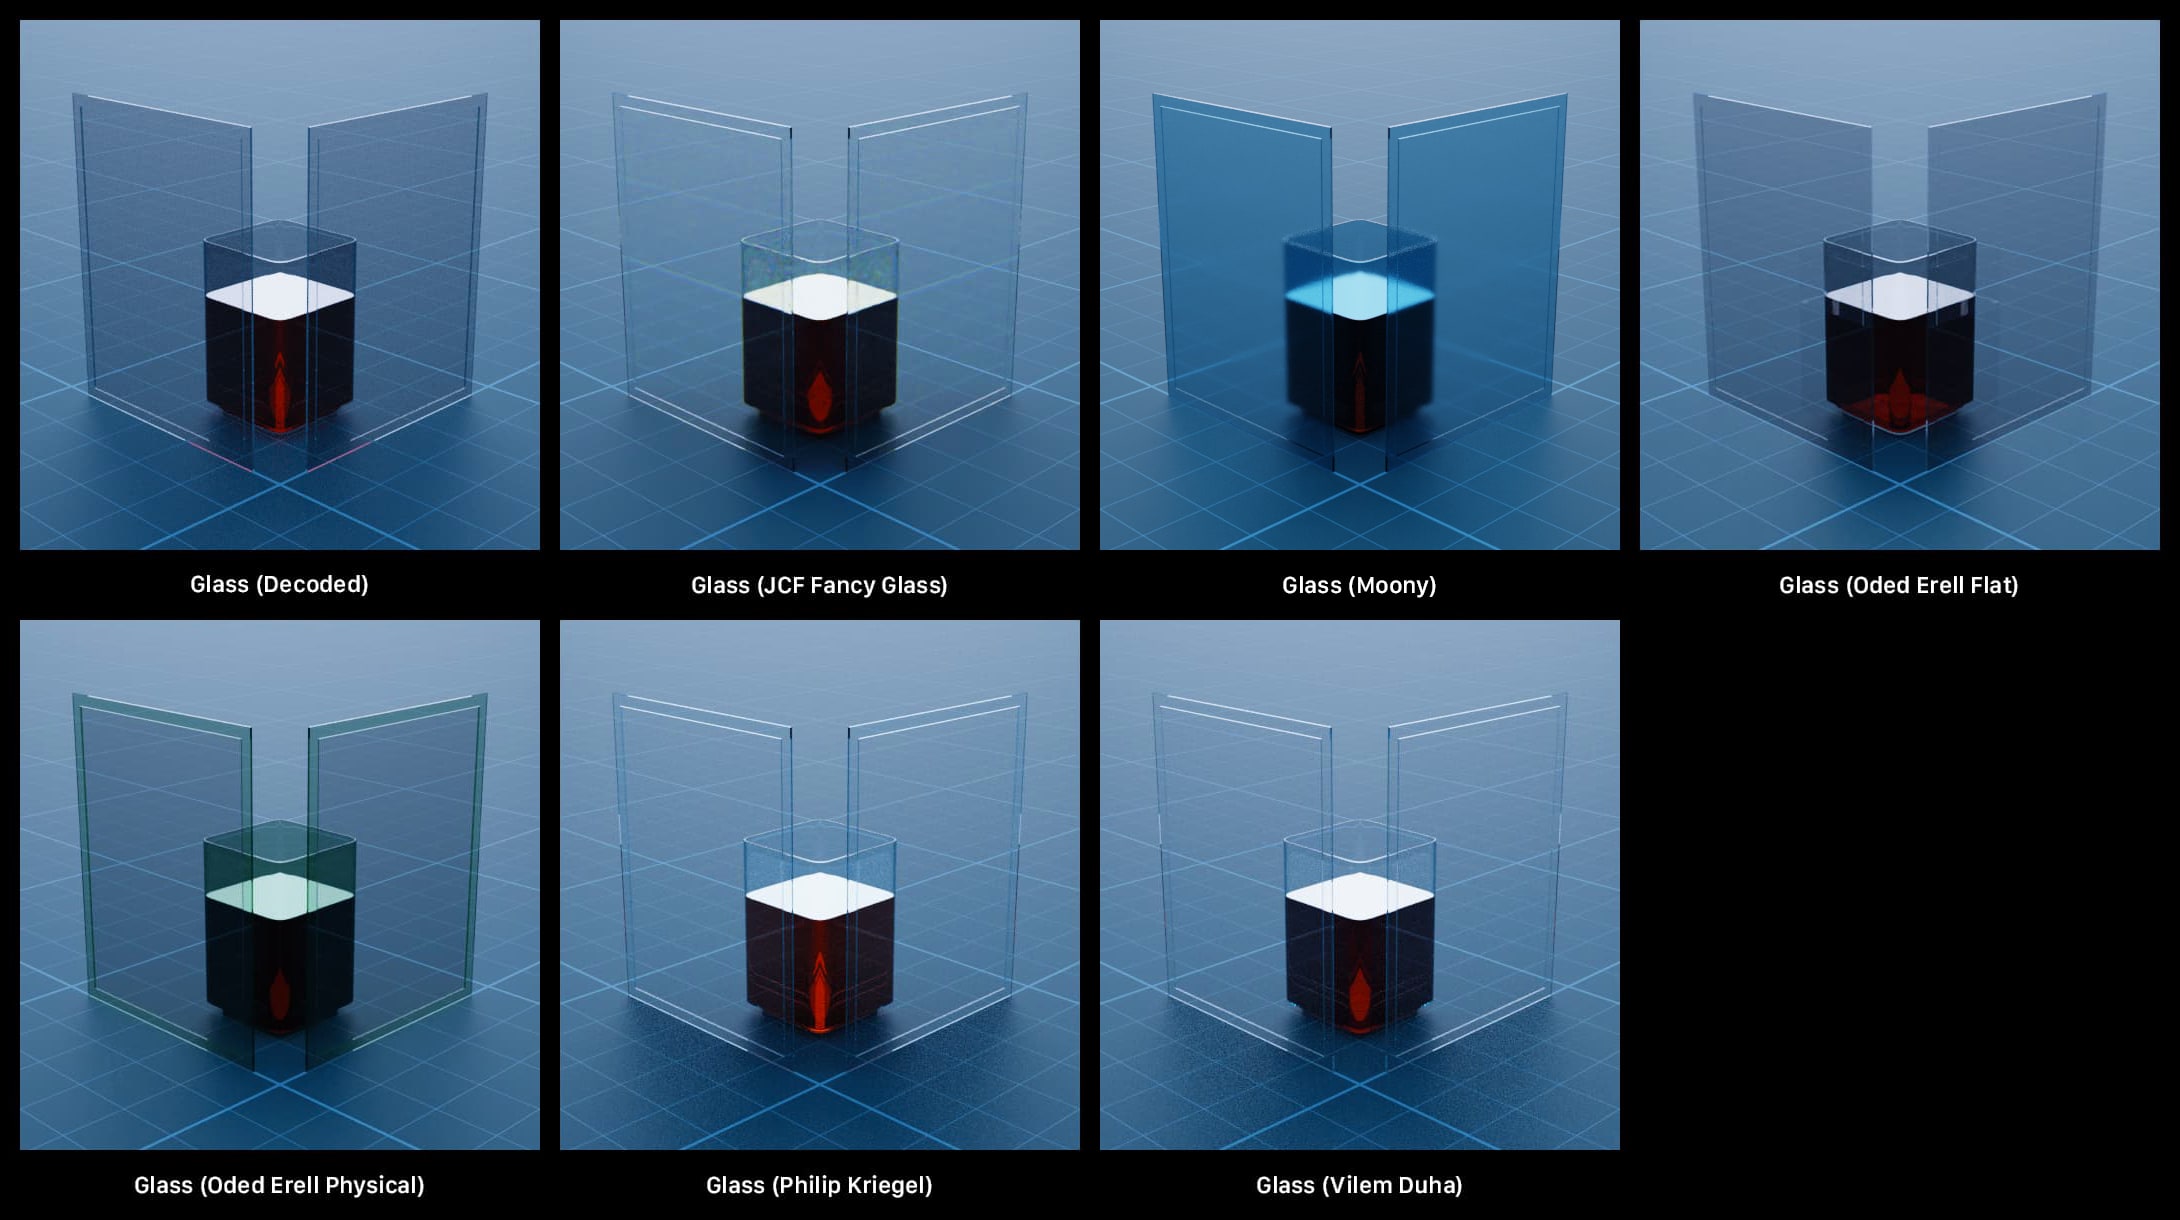 Glass (Decoded)
Glass (JCF Fancy Glass)
Glass (Moony)
Glass (Oded Erell Flat)
Glass (Oded Erell Physical)
Glass (Philip Kriegel)
Glass (Vilem Duha)